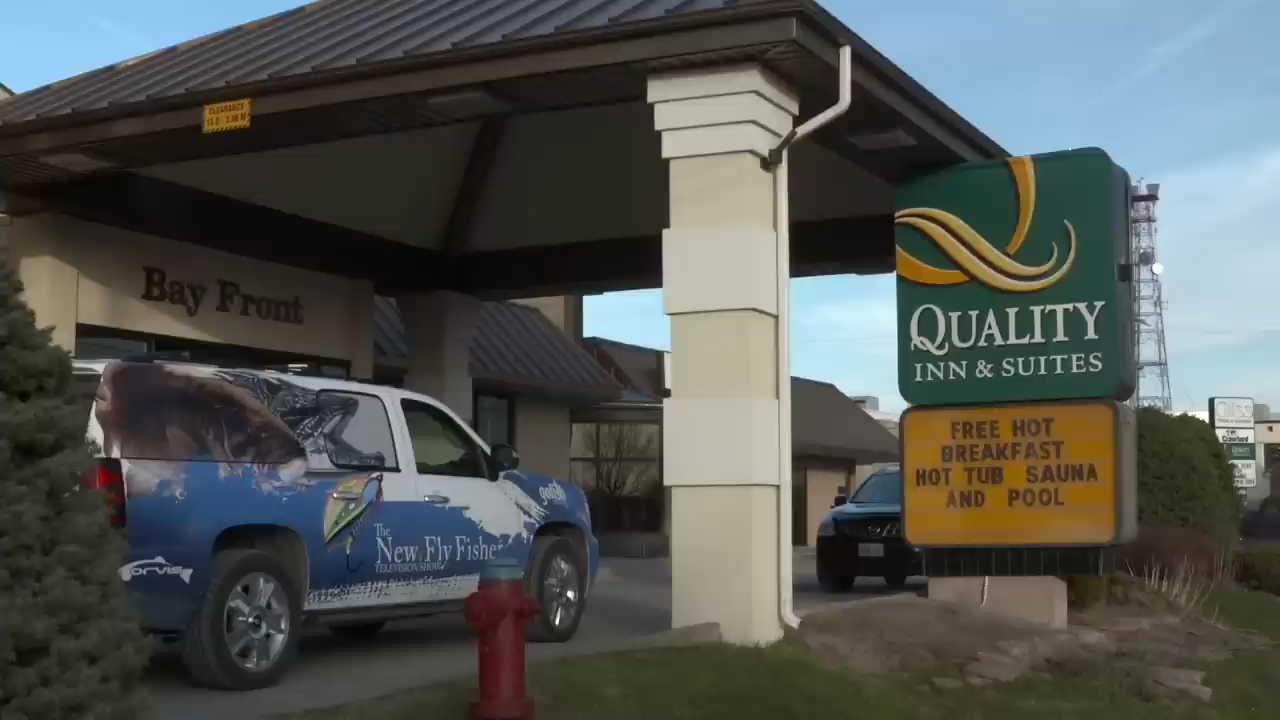 CLEARANCE
Bay Front
QUALITY
INN & SUITES
FREE HOT
BREAKFAST
HOT TUB SAUNA
AND POOL
The
New Fly Fisher
TELEVISION SHOW
ORVIS
Crawford